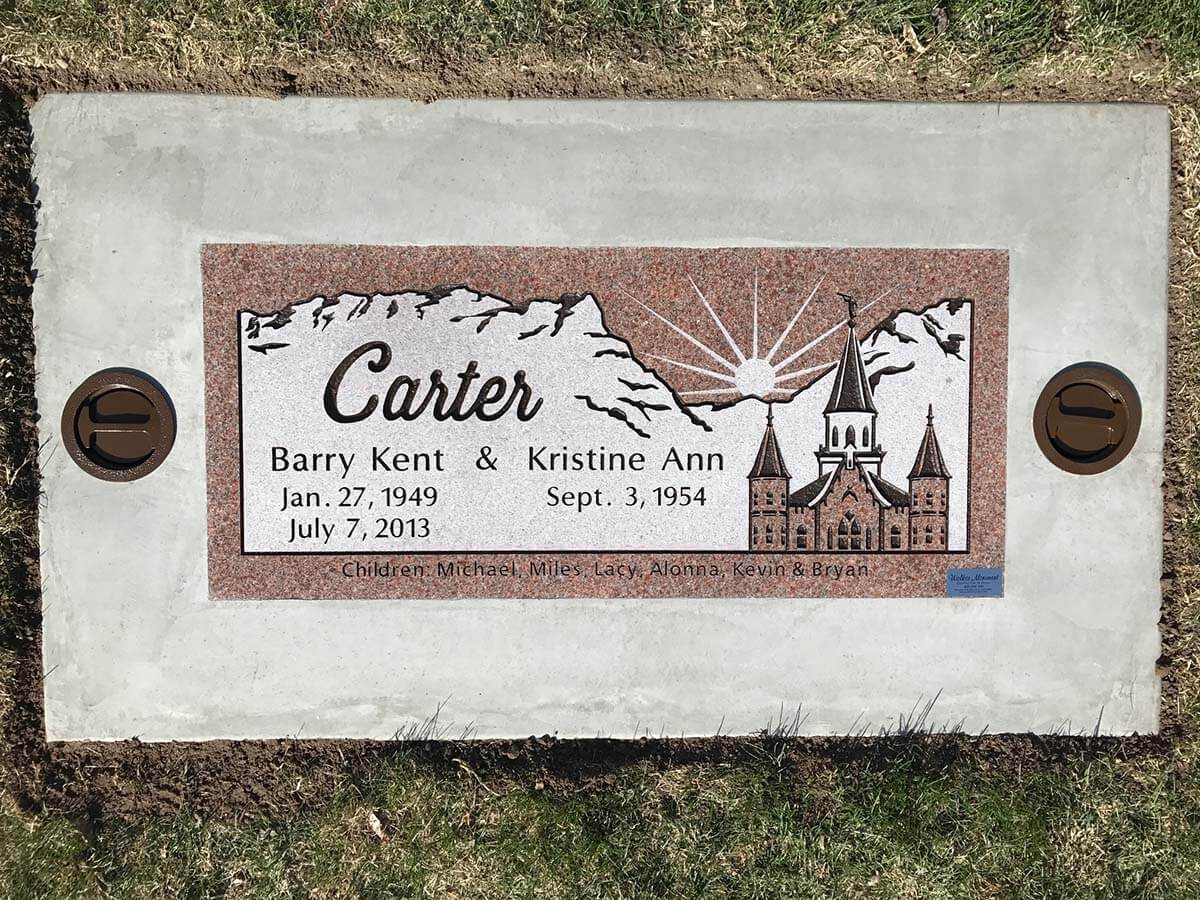 Carter
Barry Kent & Kristine Ann
Jan. 27, 1949 Sept. 3, 1954
July 7, 2013
Children: Michael, Miles, Lacy, Alonna, Kevin & Bryan